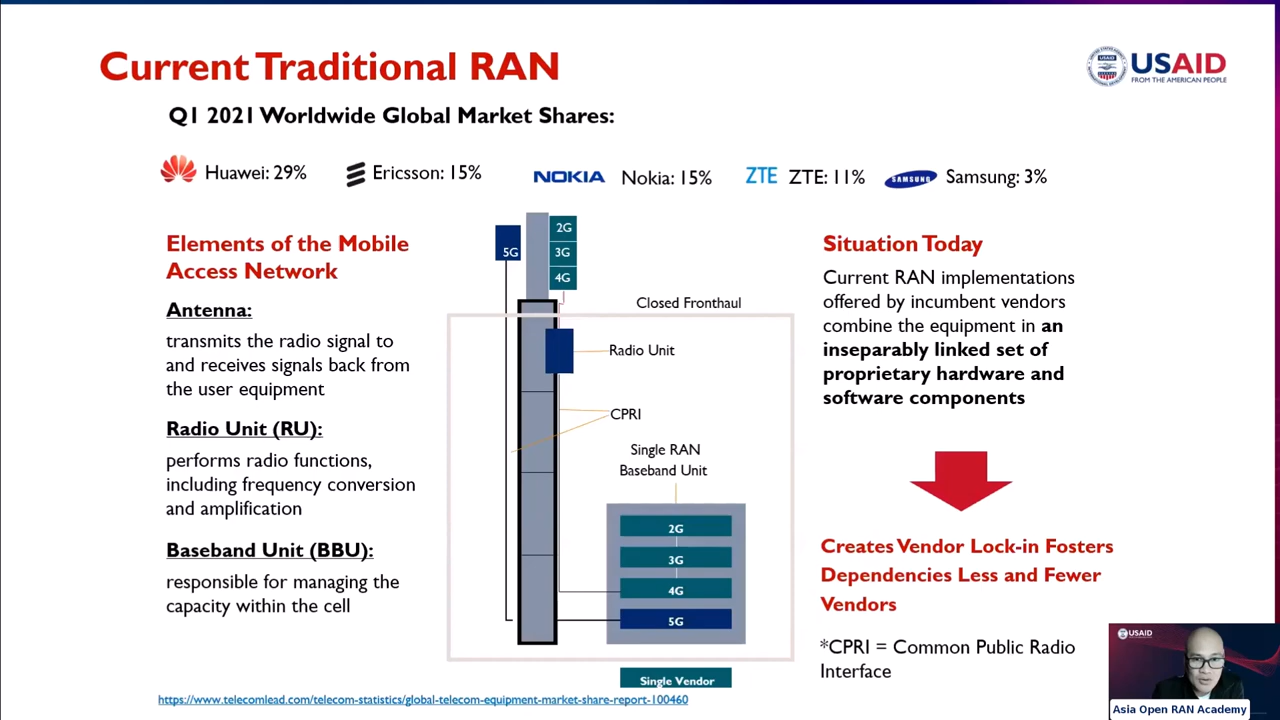 Current Traditional RAN
USAID
FROM THE AMERICAN PEOPLE
Q1 2021 Worldwide Global Market Shares:
Huawei: 29%
Ericsson: 15%
NOKIA
Nokia: 15%
ZTE
ZTE: 11%
SAMSUNG
Samsung: 3%
Elements of the Mobile
Access Network
Antenna:
transmits the radio signal to
and receives signals back from
the user equipment
Radio Unit (RU):
performs radio functions,
including frequency conversion
and amplification
Baseband Unit (BBU):
responsible for managing the
capacity within the cell
5G
2G
3G
4G
Closed Fronthaul
Radio Unit
CPRI
Single RAN
Baseband Unit
2G
3G
4G
5G
Single Vendor
Situation Today
Current RAN implementations
offered by incumbent vendors
combine the equipment in an
inseparably linked set of
proprietary hardware and
software components
Creates Vendor Lock-in Fosters
Dependencies Less and Fewer
Vendors
*CPRI = Common Public Radio
Interface
https://www.telecomlead.com/telecom-statistics/global-telecom-equipment-market-share-report-100460
USAID
Asia Open RAN Academy